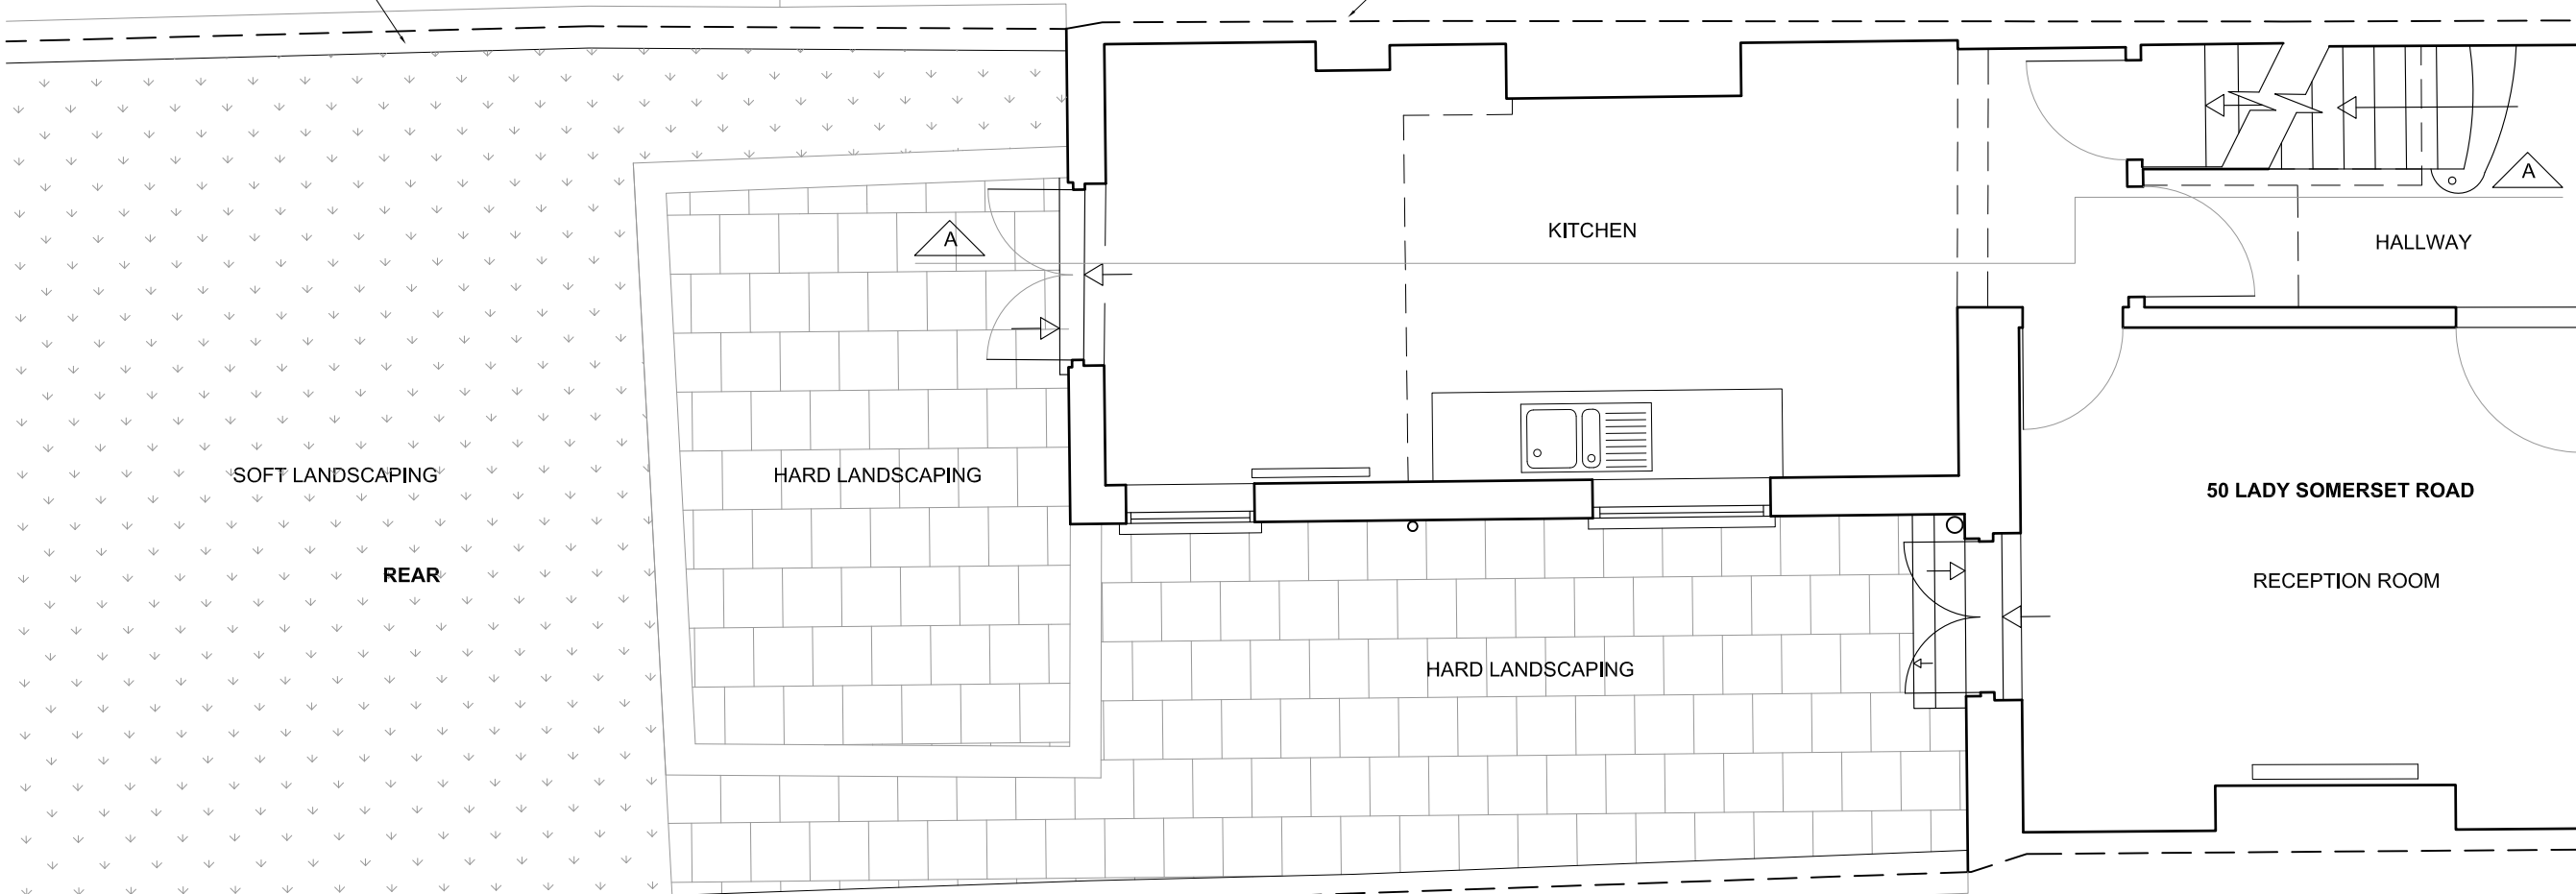 A
KITCHEN
A
HALLWAY
SOFT LANDSCAPING
HARD LANDSCAPING
50 LADY SOMERSET ROAD
REAR
RECEPTION ROOM
HARD LANDSCAPING